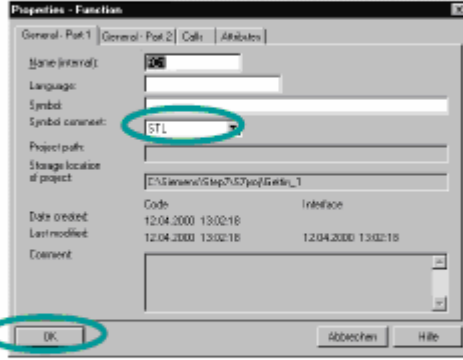 Properties - Function
General - Part 1 General - Part 2 Calls Attributes
Name (internal): FC1
Language:
Symbol:
Symbol comment: STL
Project path:
Storage location
of project: C:\Siemens\Step7\S7proj\Gettin_1
Code Interface
Date created: 12.04.2000 13:02:18
Last modified: 12.04.2000 13:02:18 12.04.2000 13:02:18
Comment:
OK Abbrechen Hilfe